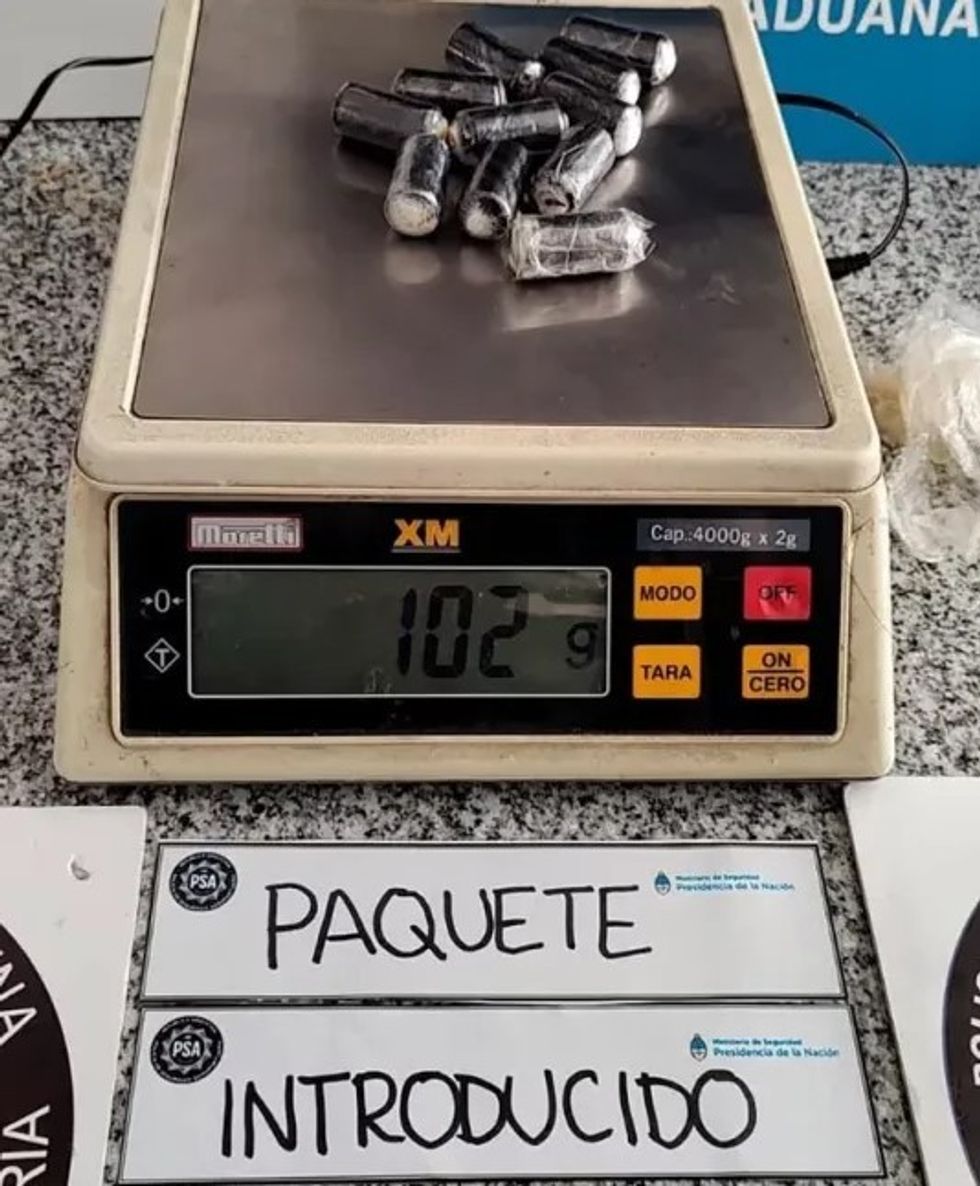 ADUANA
Moretti
XM
Cap.:4000g x 2g
→0←
MODO
OFF
102 g
T
TARA
ON
CERO
PSA
PAQUETE
Ministerio de Seguridad
Presidencia de la Nación
PSA
INTRODUCIDO
Ministerio de Seguridad
Presidencia de la Nación
RIA